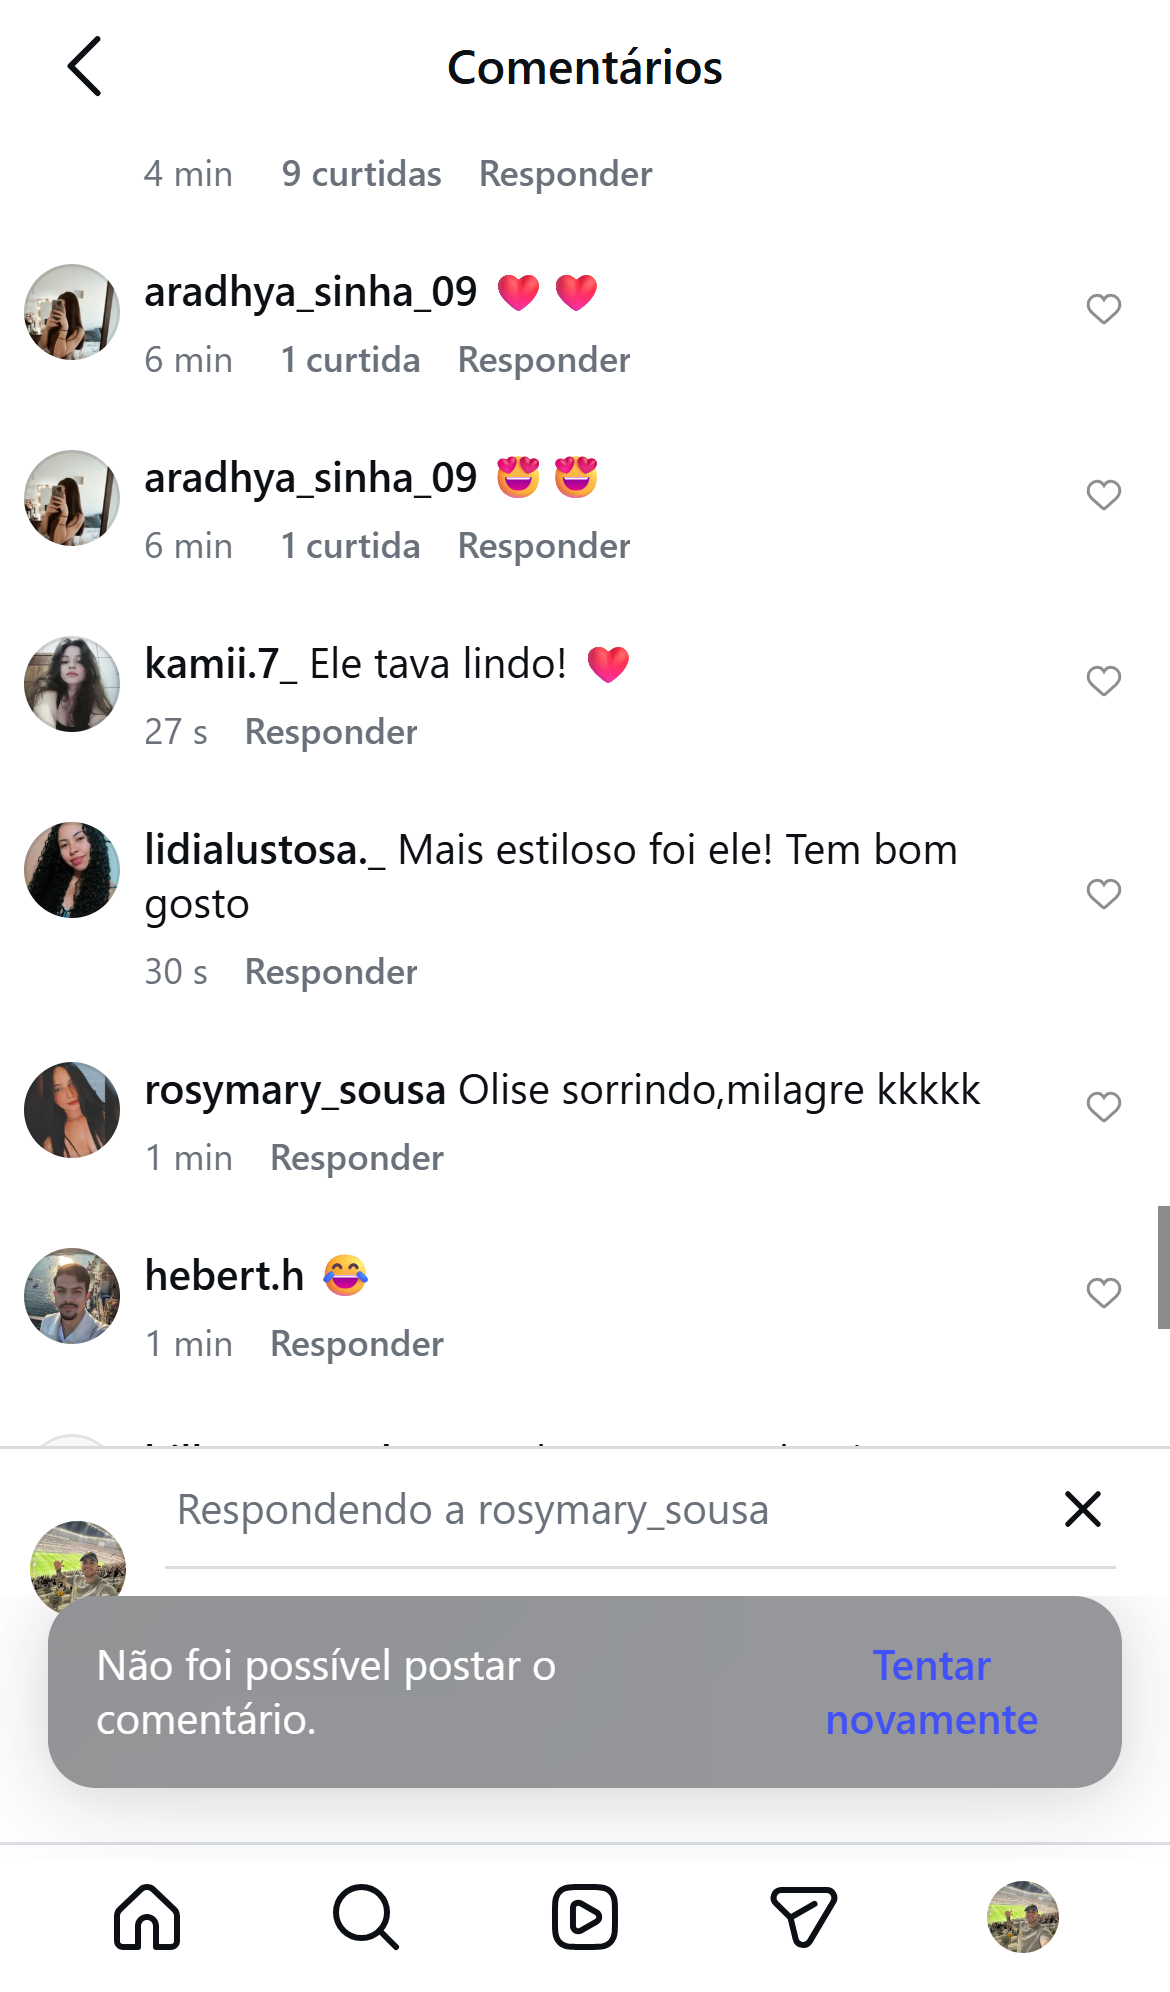 Comentários
4 min 9 curtidas Responder
aradhya_sinha_09 ❤️ ❤️
6 min 1 curtida Responder
aradhya_sinha_09 😍 😍
6 min 1 curtida Responder
kamii.7_ Ele tava lindo! ❤️
27 s Responder
lidialustosa._ Mais estiloso foi ele! Tem bom
gosto
30 s Responder
rosymary_sousa Olise sorrindo,milagre kkkkk
1 min Responder
hebert.h 😂
1 min Responder
Respondendo a rosymary_sousa
Não foi possível postar o
comentário.
Tentar
novamente